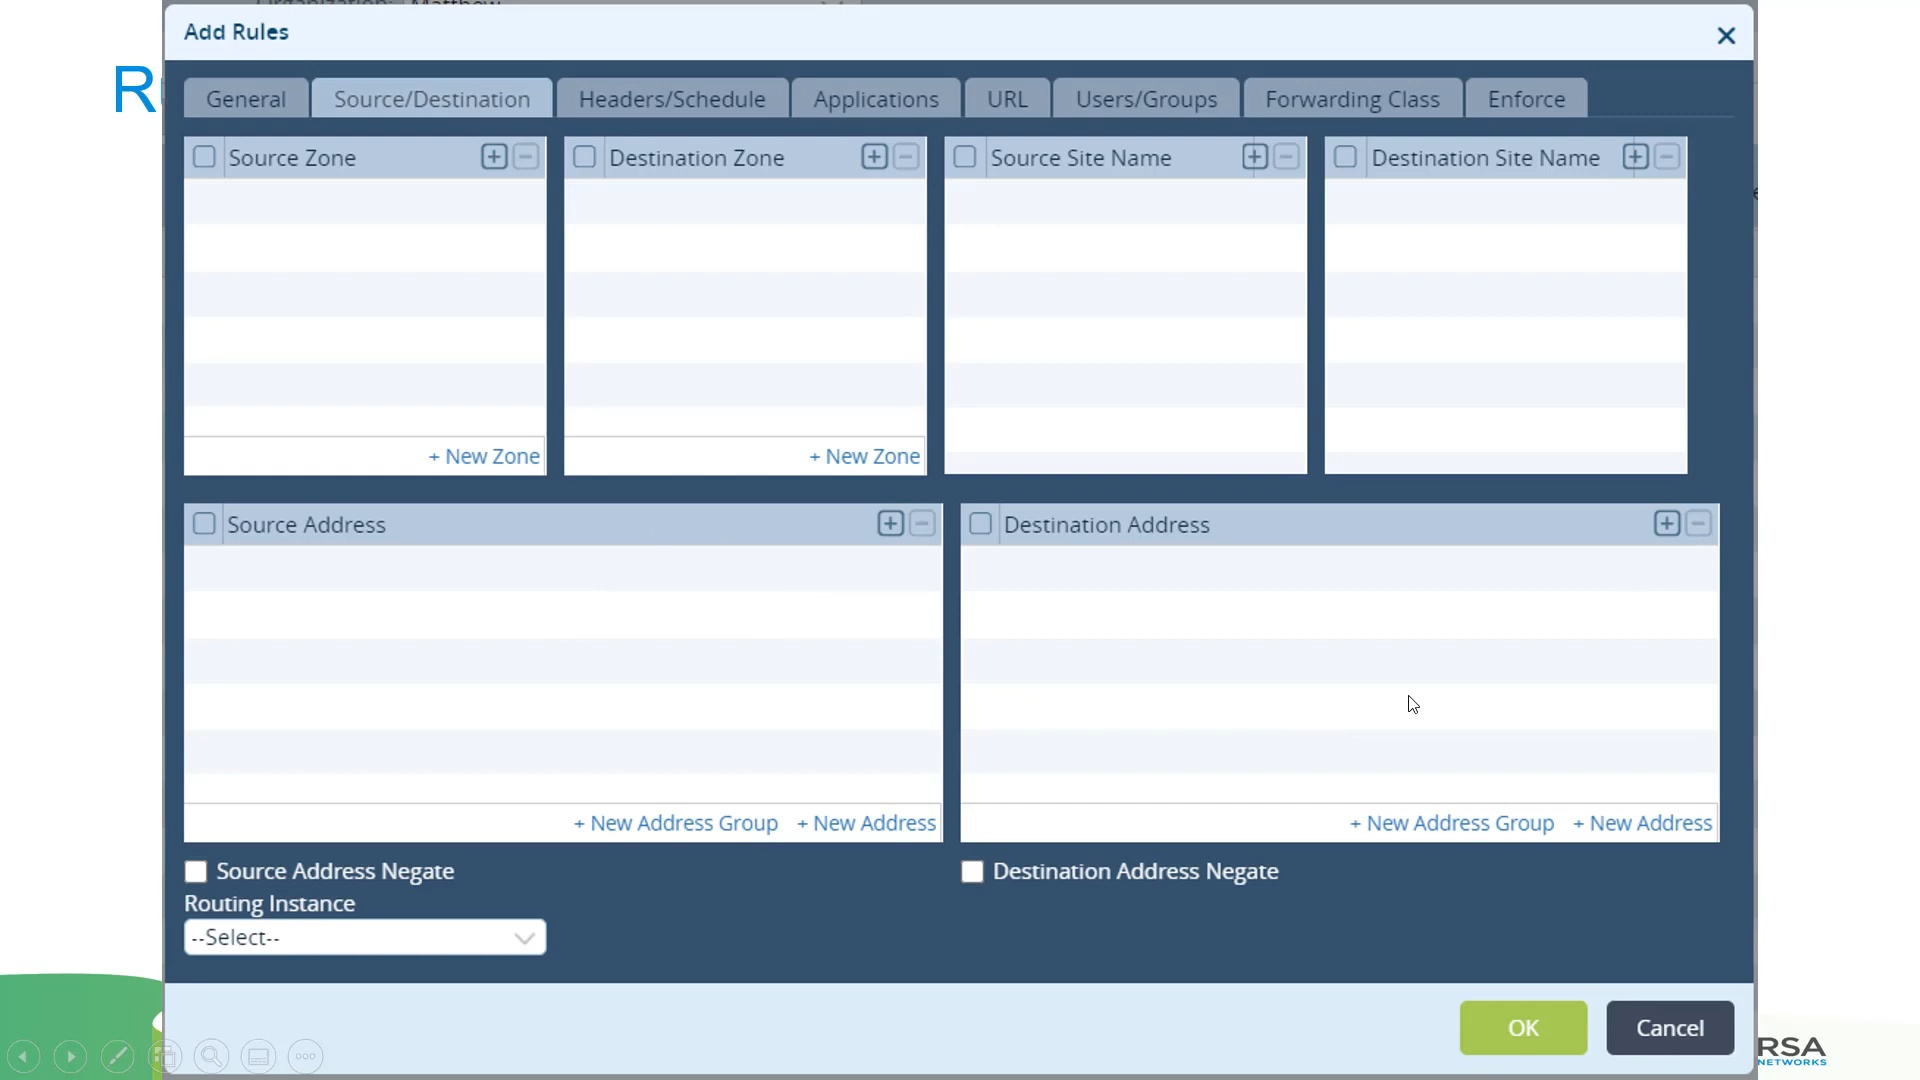 Organization: Matthew
Add Rules
R
General
Source/Destination
Headers/Schedule
Applications
URL
Users/Groups
Forwarding Class
Enforce
Source Zone
Destination Zone
Source Site Name
Destination Site Name
+ New Zone
+ New Zone
Source Address
Destination Address
+ New Address Group + New Address
+ New Address Group + New Address
Source Address Negate
Destination Address Negate
Routing Instance
--Select--
OK
Cancel
RSA
NETWORKS